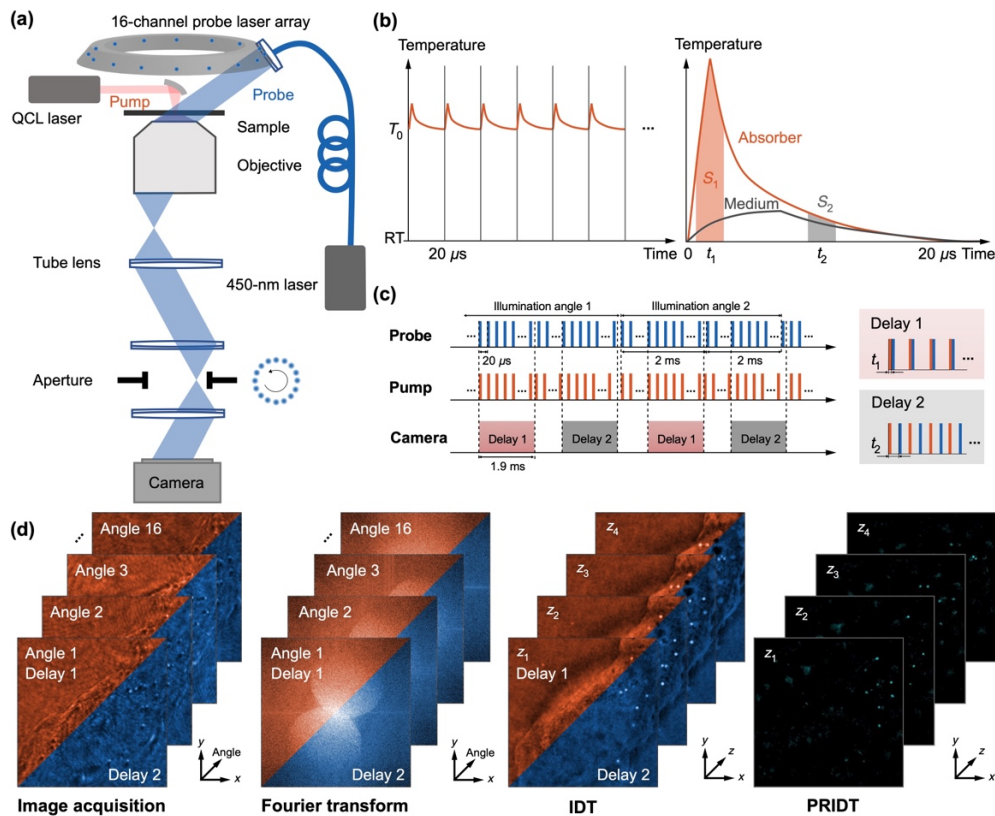 (a)
16-channel probe laser array
Pump
Probe
QCL laser
Sample
Objective
Tube lens
450-nm laser
Aperture
Camera
(b)
Temperature
T0
...
RT
20 µs
Time
Temperature
Absorber
S1
Medium
S2
0
t1
t2
20 µs
Time
(c)
Illumination angle 1
Illumination angle 2
Probe
... ... ... ... ... ...
20 µs
2 ms
2 ms
Pump
... ... ... ... ... ...
Camera
Delay 1
Delay 2
Delay 1
Delay 2
1.9 ms
Delay 1
t1
...
Delay 2
t2
...
(d)
...
Angle 16
Angle 3
Angle 2
Angle 1
Delay 1
Delay 2
y
Angle
x
Image acquisition
...
Angle 16
Angle 3
Angle 2
Angle 1
Delay 1
Delay 2
y
Angle
x
Fourier transform
z4
z3
z2
z1
Delay 1
Delay 2
y
z
x
IDT
z4
z3
z2
z1
y
z
x
PRIDT